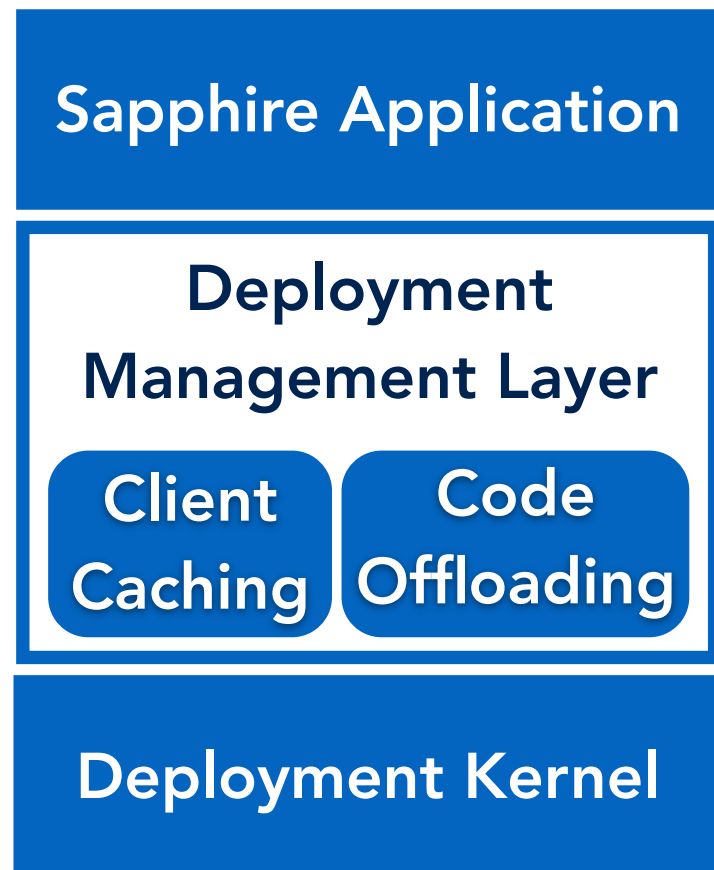 Sapphire Application
Deployment
Management Layer
Client
Caching
Code
Offloading
Deployment Kernel